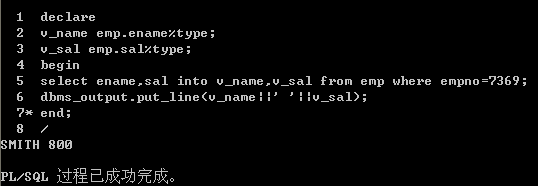 1 declare
2 v_name emp.ename%type;
3 v_sal emp.sal%type;
4 begin
5 select ename,sal into v_name,v_sal from emp where empno=7369;
6 dbms_output.put_line(v_name||' '||v_sal);
7* end;
8 /
SMITH 800
PL/SQL 过程已成功完成。